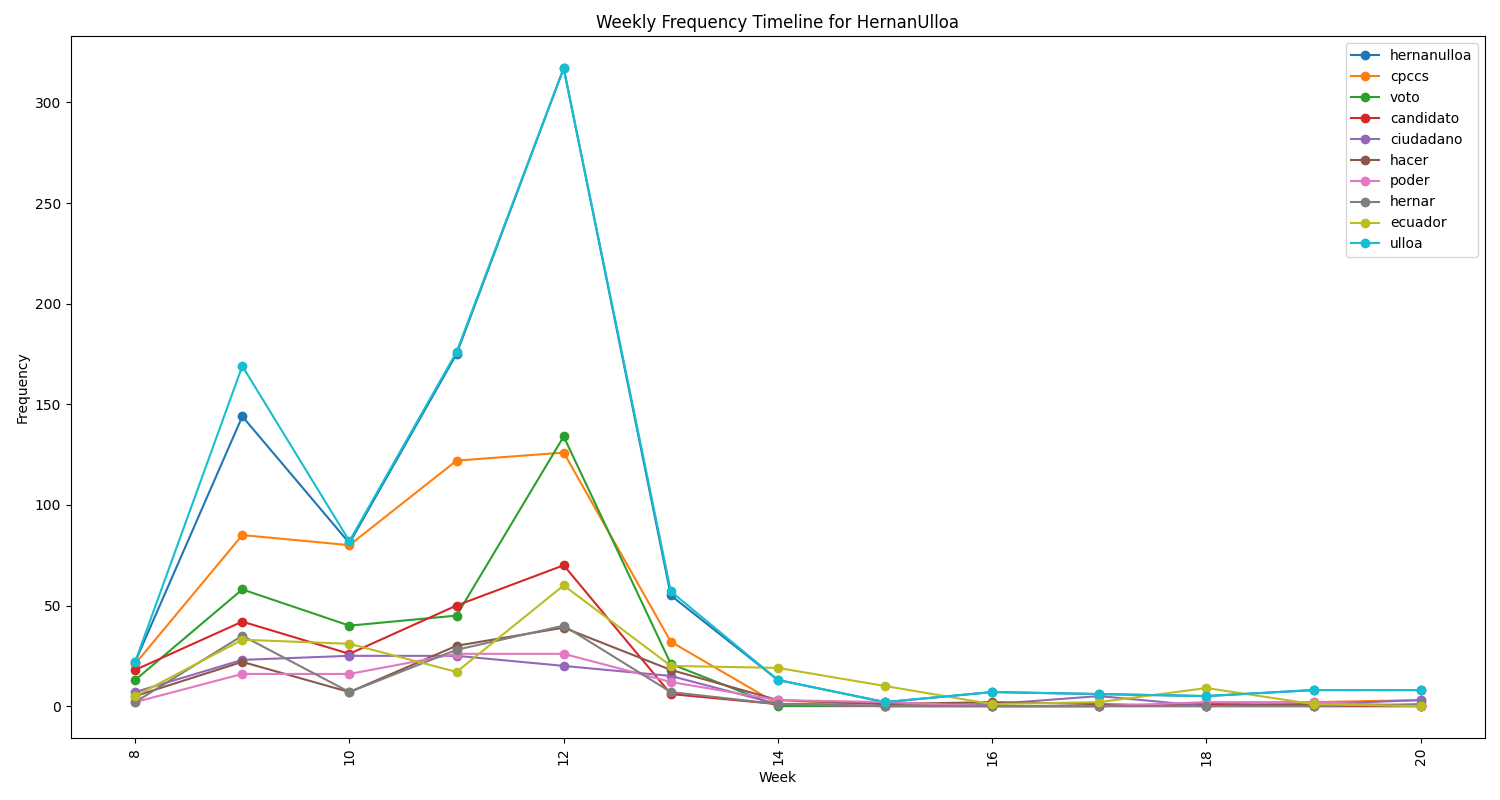 Weekly Frequency Timeline for HernanUlloa
hernanulloa
cpccs
voto
candidato
ciudadano
hacer
poder
hernar
ecuador
ulloa
Frequency
300
250
200
150
100
50
0
8
10
12
14
16
18
20
Week